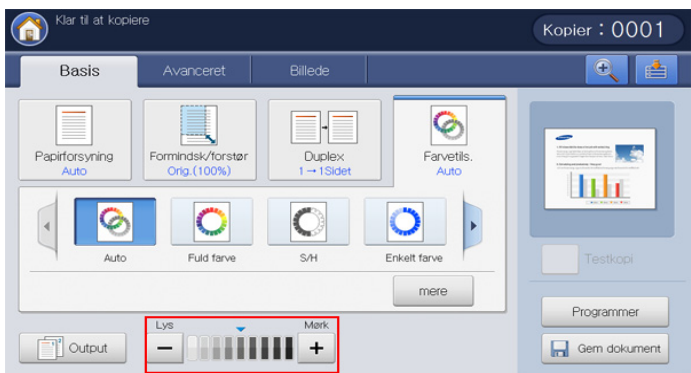 Klar til at kopiere
Kopier : 0001
Basis
Avanceret
Billede
Papirforsyning
Auto
Formindsk/forstør
Orig.(100%)
Duplex
1 → 1Sidet
Farvetils.
Auto
Auto
Fuld farve
S/H
Enkelt farve
mere
Testkopi
Lys
Mørk
Output
Programmer
Gem dokument